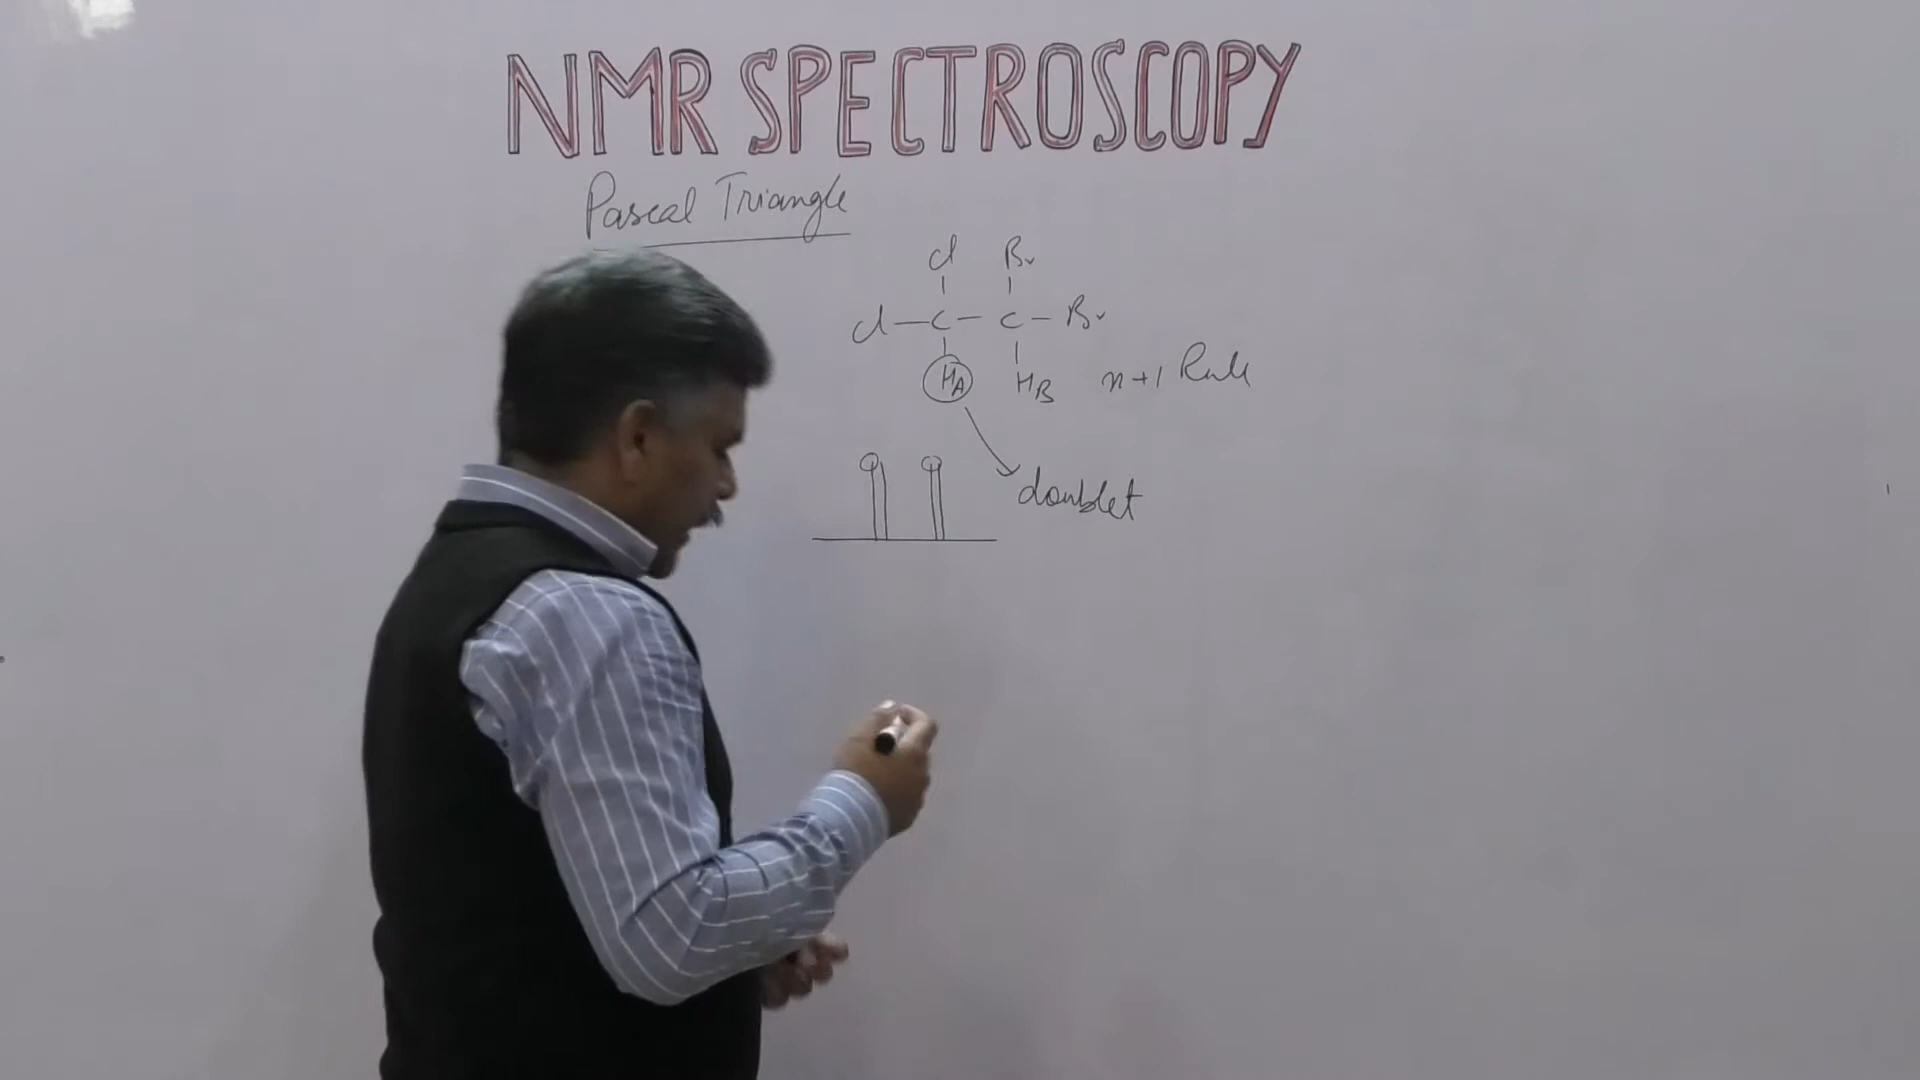 NMR SPECTROSCOPY
Pascal Triangle
Cl Br
Cl—C—C—Br
HA HB n+1 Rule
doublet